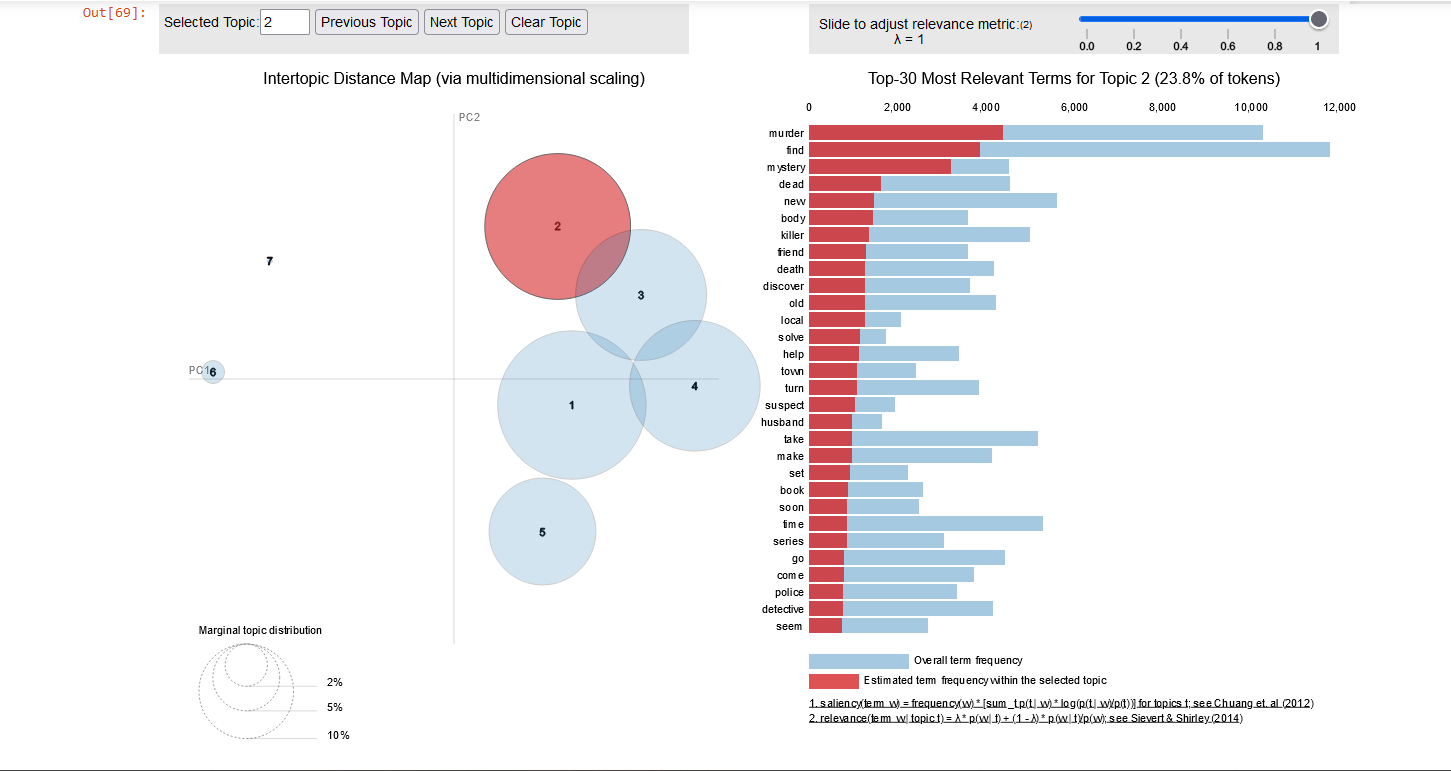 Out[69]:
Selected Topic: 2 Previous Topic Next Topic Clear Topic
Slide to adjust relevance metric:(2)
λ = 1
0.0 0.2 0.4 0.6 0.8 1
Intertopic Distance Map (via multidimensional scaling)
PC2
PC1
2
3
7
6
4
1
5
Marginal topic distribution
2%
5%
10%
Top-30 Most Relevant Terms for Topic 2 (23.8% of tokens)
0 2,000 4,000 6,000 8,000 10,000 12,000
murder
find
mystery
dead
new
body
killer
friend
death
discover
old
local
solve
help
town
turn
suspect
husband
take
make
set
book
soon
time
series
go
come
police
detective
seem
Overall term frequency
Estimated term frequency within the selected topic
1. saliency(term w) = frequency(w) * [sum_t p(t | w) * log(p(t | w)/p(t))] for topics t; see Chuang et. al (2012)
2. relevance(term w | topic t) = λ * p(w | t) + (1 - λ) * p(w | t)/p(w); see Sievert & Shirley (2014)